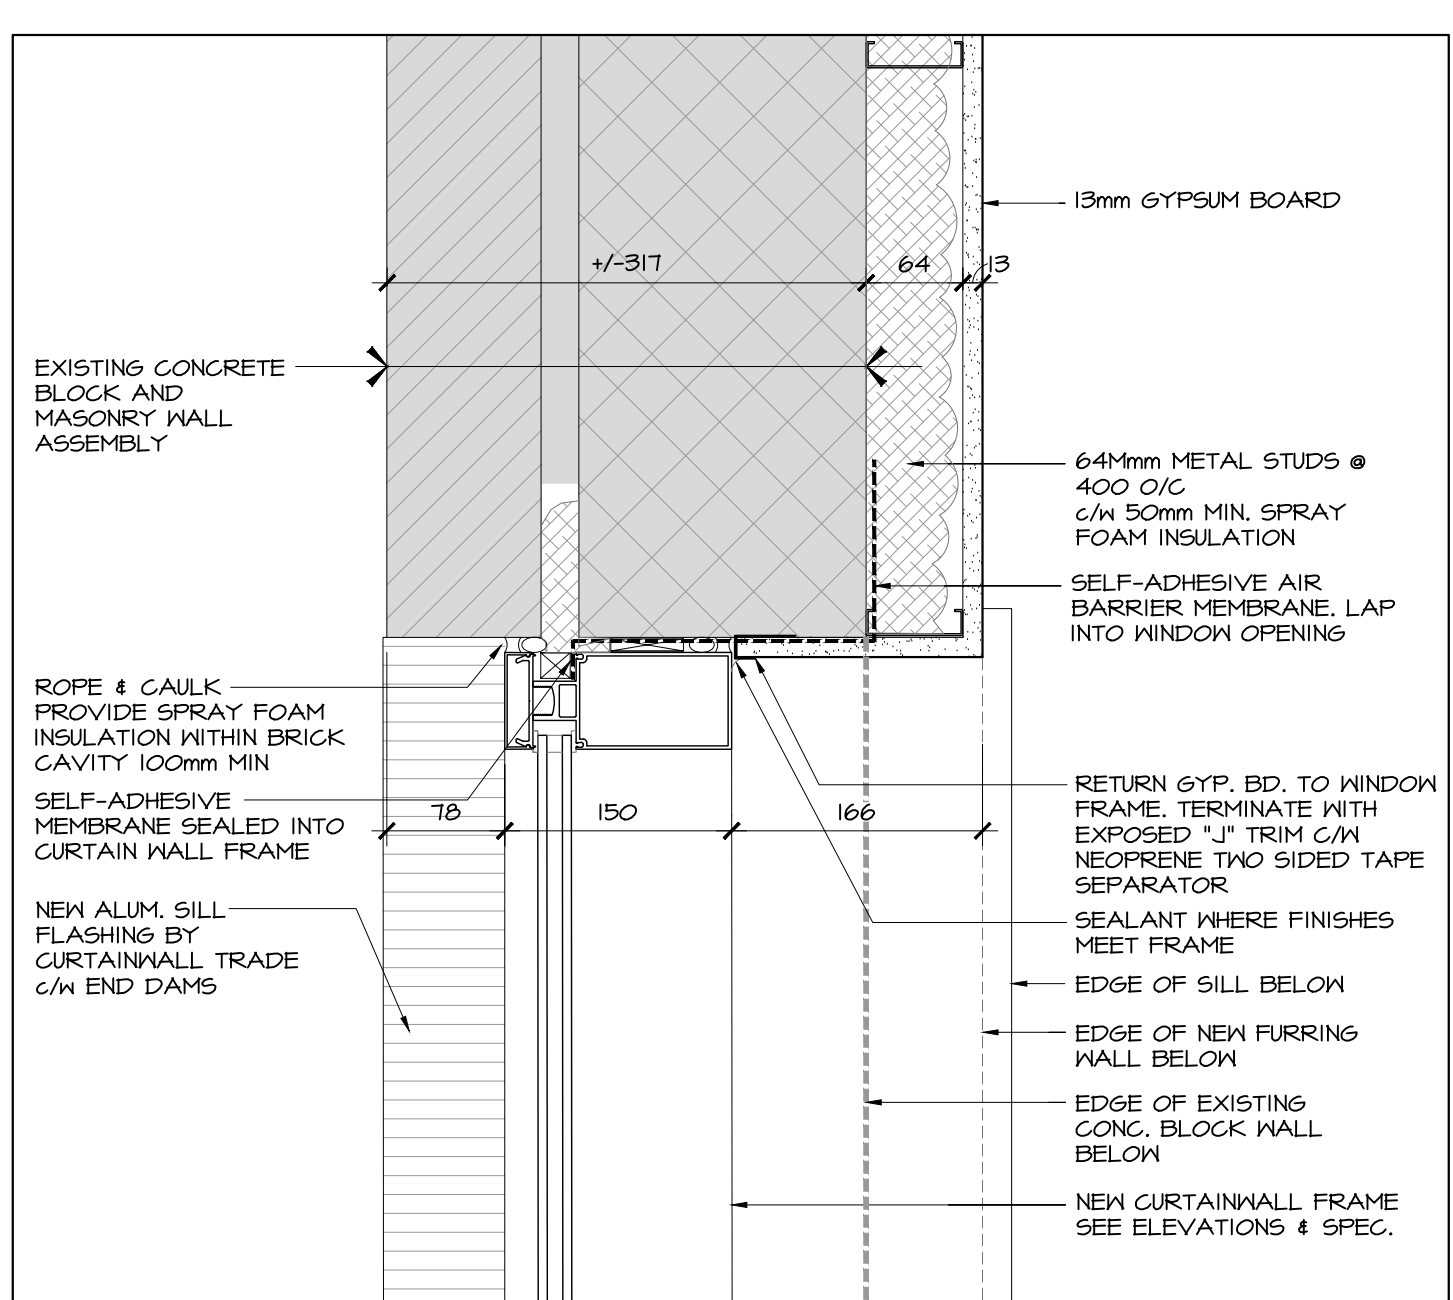 13mm GYPSUM BOARD
+/-317
64
13
EXISTING CONCRETE
BLOCK AND
MASONRY WALL
ASSEMBLY
64Mmm METAL STUDS @
400 O/C
c/w 50mm MIN. SPRAY
FOAM INSULATION
SELF-ADHESIVE AIR
BARRIER MEMBRANE. LAP
INTO WINDOW OPENING
ROPE & CAULK
PROVIDE SPRAY FOAM
INSULATION WITHIN BRICK
CAVITY 100mm MIN
SELF-ADHESIVE
MEMBRANE SEALED INTO
CURTAIN WALL FRAME
78
150
166
RETURN GYP. BD. TO WINDOW
FRAME. TERMINATE WITH
EXPOSED "J" TRIM C/W
NEOPRENE TWO SIDED TAPE
SEPARATOR
NEW ALUM. SILL
FLASHING BY
CURTAINWALL TRADE
c/w END DAMS
SEALANT WHERE FINISHES
MEET FRAME
EDGE OF SILL BELOW
EDGE OF NEW FURRING
WALL BELOW
EDGE OF EXISTING
CONC. BLOCK WALL
BELOW
NEW CURTAINWALL FRAME
SEE ELEVATIONS & SPEC.